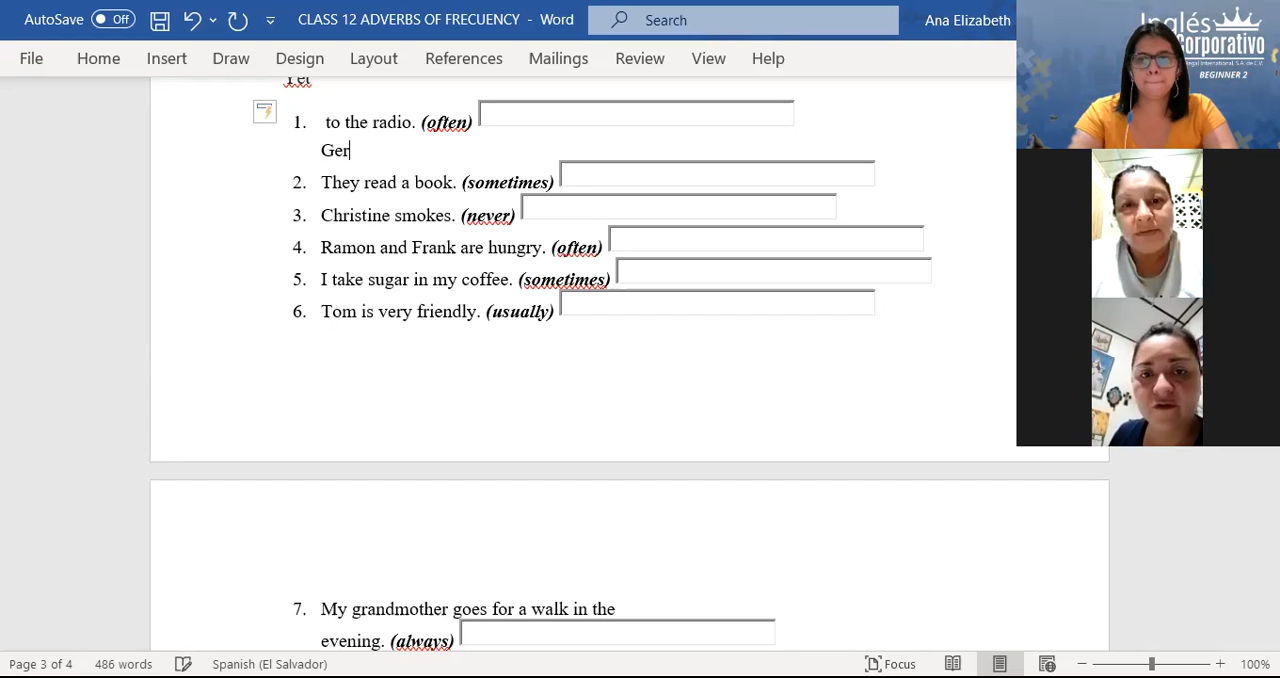 AutoSave Off CLASS 12 ADVERBS OF FRECUENCY - Word Search Ana Elizabeth
File Home Insert Draw Design Layout References Mailings Review View Help
Inglés
Corporativo
BEGINNER 2
Yet
1. to the radio. (often)
Ger
2. They read a book. (sometimes)
3. Christine smokes. (never)
4. Ramon and Frank are hungry. (often)
5. I take sugar in my coffee. (sometimes)
6. Tom is very friendly. (usually)
7. My grandmother goes for a walk in the
evening. (always)
Page 3 of 4 486 words Spanish (El Salvador) Focus 100%